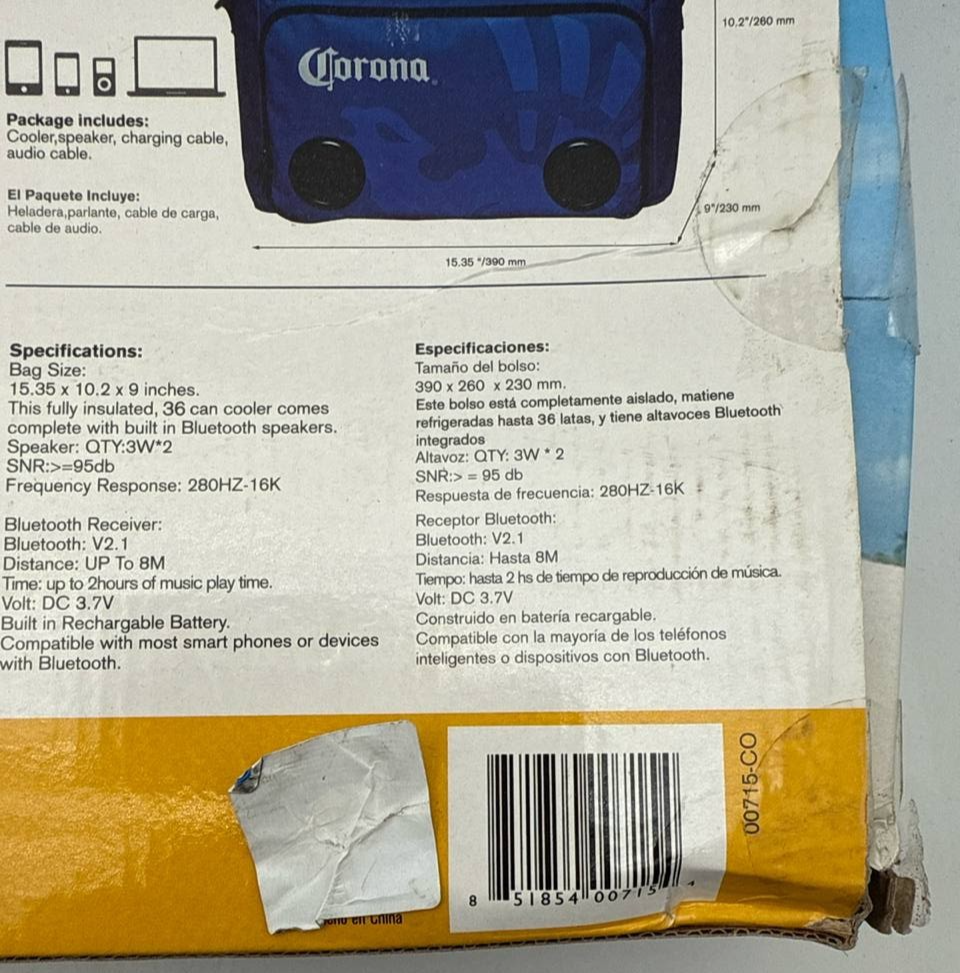 10.2"/260 mm
Corona
Package includes:
Cooler,speaker, charging cable,
audio cable.
El Paquete Incluye:
Heladera,parlante, cable de carga,
cable de audio.
9"/230 mm
15.35 "/390 mm
Specifications:
Bag Size:
15.35 x 10.2 x 9 inches.
This fully insulated, 36 can cooler comes
complete with built in Bluetooth speakers.
Speaker: QTY:3W*2
SNR:>=95db
Frequency Response: 280HZ-16K
Bluetooth Receiver:
Bluetooth: V2.1
Distance: UP To 8M
Time: up to 2hours of music play time.
Volt: DC 3.7V
Built in Rechargable Battery.
Compatible with most smart phones or devices
with Bluetooth.
Especificaciones:
Tamaño del bolso:
390 x 260 x 230 mm.
Este bolso está completamente aislado, matiene
refrigeradas hasta 36 latas, y tiene altavoces Bluetooth
integrados
Altavoz: QTY: 3W * 2
SNR:> = 95 db
Respuesta de frecuencia: 280HZ-16K
Receptor Bluetooth:
Bluetooth: V2.1
Distancia: Hasta 8M
Tiempo: hasta 2 hs de tiempo de reproducción de música.
Volt: DC 3.7V
Construido en batería recargable.
Compatible con la mayoría de los teléfonos
inteligentes o dispositivos con Bluetooth.
00715-CO
8 51854 00715 4
en China